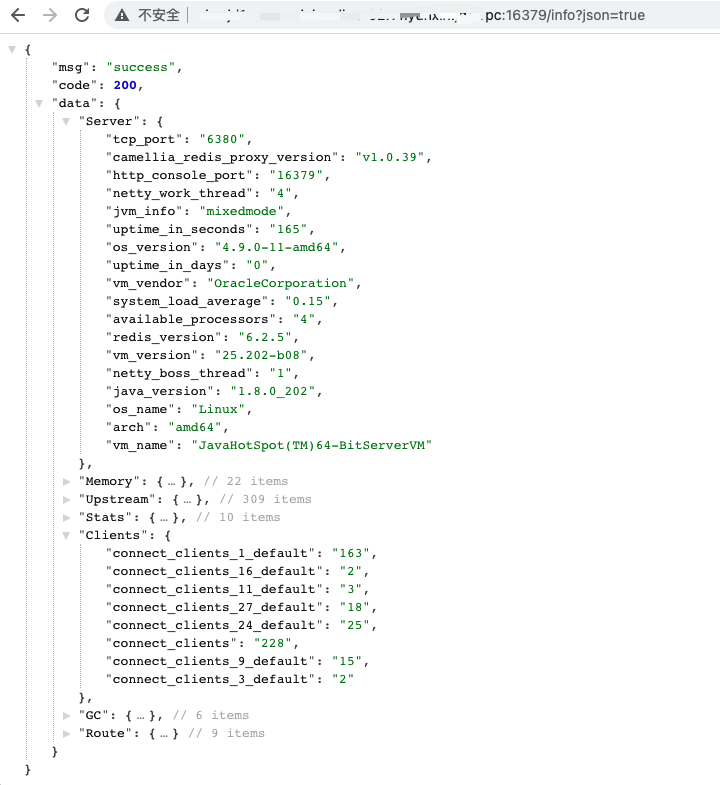 不安全
pc:16379/info?json=true
{
"msg": "success",
"code": 200,
"data": {
"Server": {
"tcp_port": "6380",
"camellia_redis_proxy_version": "v1.0.39",
"http_console_port": "16379",
"netty_work_thread": "4",
"jvm_info": "mixedmode",
"uptime_in_seconds": "165",
"os_version": "4.9.0-11-amd64",
"uptime_in_days": "0",
"vm_vendor": "OracleCorporation",
"system_load_average": "0.15",
"available_processors": "4",
"redis_version": "6.2.5",
"vm_version": "25.202-b08",
"netty_boss_thread": "1",
"java_version": "1.8.0_202",
"os_name": "Linux",
"arch": "amd64",
"vm_name": "JavaHotSpot(TM)64-BitServerVM"
},
"Memory": { … }, // 22 items
"Upstream": { … }, // 309 items
"Stats": { … }, // 10 items
"Clients": {
"connect_clients_1_default": "163",
"connect_clients_16_default": "2",
"connect_clients_11_default": "3",
"connect_clients_27_default": "18",
"connect_clients_24_default": "25",
"connect_clients": "228",
"connect_clients_9_default": "15",
"connect_clients_3_default": "2"
},
"GC": { … }, // 6 items
"Route": { … } // 9 items
}
}